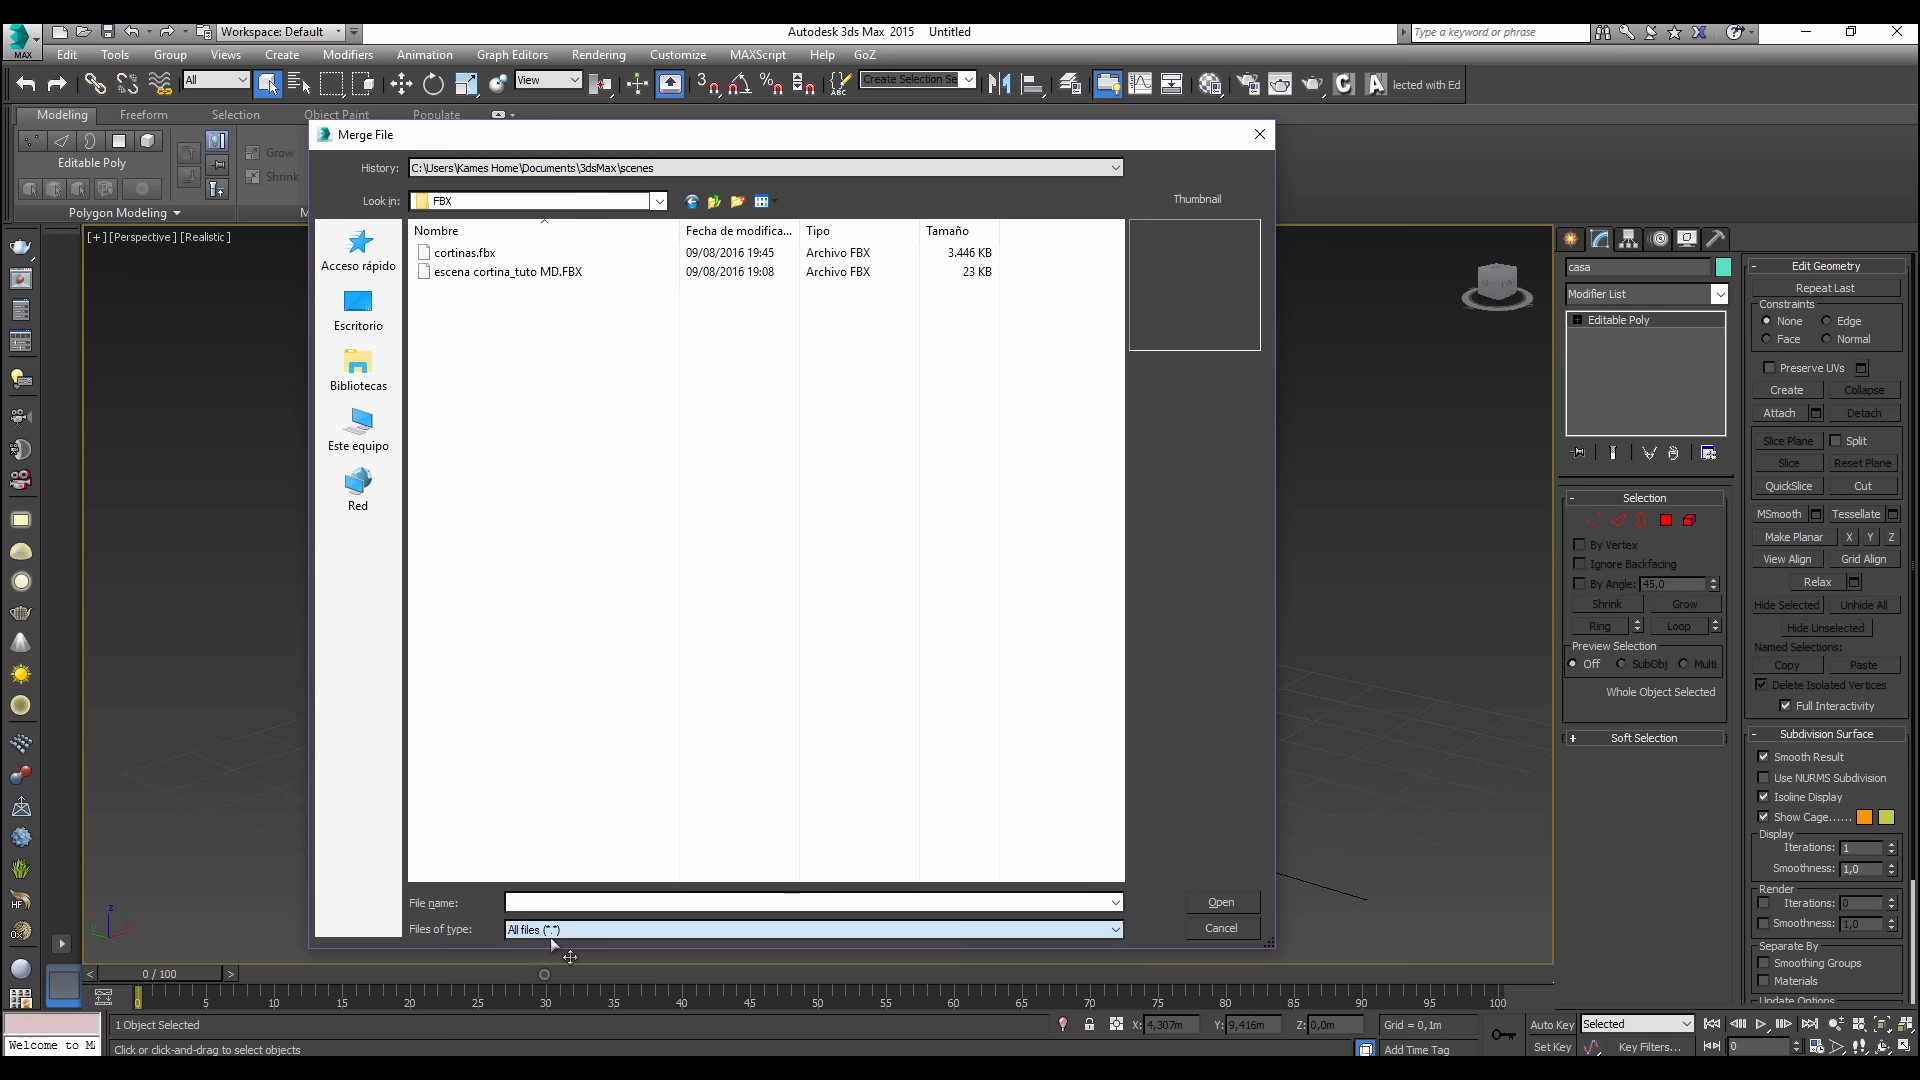 Workspace: Default
Autodesk 3ds Max 2015 Untitled
Type a keyword or phrase
MAX
Edit Tools Group Views Create Modifiers Animation Graph Editors Rendering Customize MAXScript Help GoZ
All
View
Create Selection Se
lected with Ed
Modeling Freeform Selection Object Paint Populate
Editable Poly
Grow
Shrink
Polygon Modeling
[+][Perspective][Realistic]
Merge File
History: C:\Users\Kames Home\Documents\3dsMax\scenes
Look in: FBX
Thumbnail
Nombre Fecha de modifica... Tipo Tamaño
cortinas.fbx 09/08/2016 19:45 Archivo FBX 3.446 KB
escena cortina_tuto MD.FBX 09/08/2016 19:08 Archivo FBX 23 KB
Acceso rápido
Escritorio
Bibliotecas
Este equipo
Red
File name:
Open
Files of type: All files (*.*)
Cancel
casa
Modifier List
Editable Poly
Selection
By Vertex
Ignore Backfacing
By Angle: 45,0
Shrink Grow
Ring Loop
Preview Selection
Off SubObj Multi
Whole Object Selected
Soft Selection
Edit Geometry
Repeat Last
Constraints
None Edge
Face Normal
Preserve UVs
Create Collapse
Attach Detach
Slice Plane Split
Slice Reset Plane
QuickSlice Cut
MSmooth Tessellate
Make Planar X Y Z
View Align Grid Align
Relax
Hide Selected Unhide All
Hide Unselected
Named Selections:
Copy Paste
Delete Isolated Vertices
Full Interactivity
Subdivision Surface
Smooth Result
Use NURMS Subdivision
Isoline Display
Show Cage......
Display
Iterations: 1
Smoothness: 1,0
Render
Iterations: 0
Smoothness: 1,0
Separate By
Smoothing Groups
Materials
Update Options
z
y
x
0 / 100
0 5 10 15 20 25 30 35 40 45 50 55 60 65 70 75 80 85 90 95 100
1 Object Selected
X: 4,307m Y: 9,416m Z: 0,0m Grid = 0,1m
Auto Key Selected
Welcome to M
Click or click-and-drag to select objects
Add Time Tag
Set Key Key Filters... 0